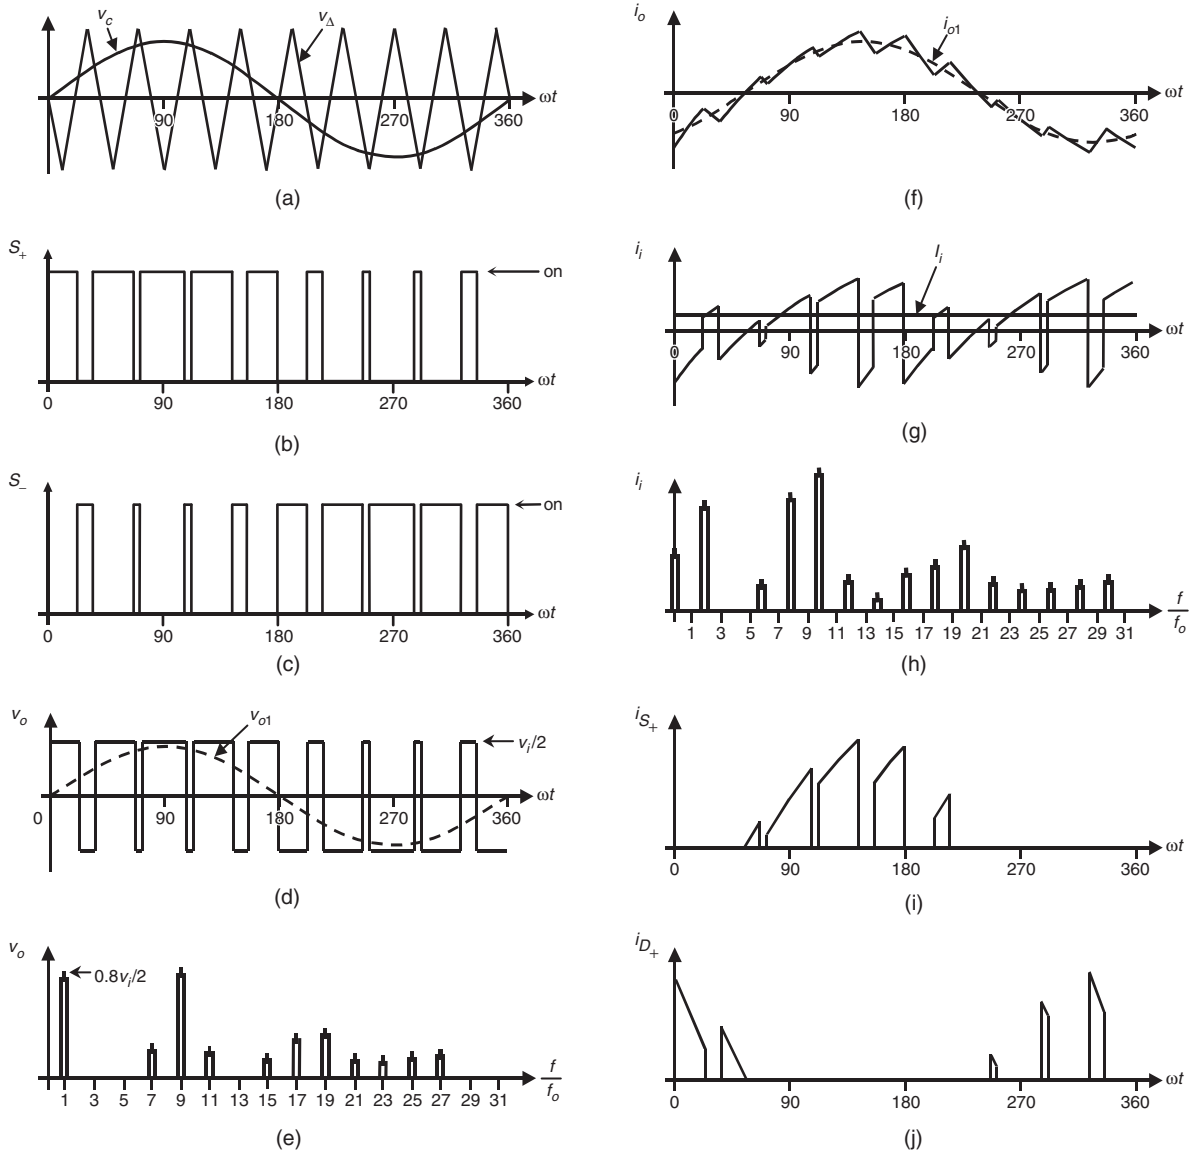 v_c
v_Δ
ωt
90 180 270 360
(a)
S_+
on
ωt
0 90 180 270 360
(b)
S_−
on
ωt
0 90 180 270 360
(c)
v_o
v_o1
v_i/2
ωt
0 90 180 270 360
(d)
v_o
0.8v_i/2
f/f_o
1 3 5 7 9 11 13 15 17 19 21 23 25 27 29 31
(e)
i_o
i_o1
ωt
0 90 180 270 360
(f)
i_i
I_i
ωt
0 90 180 270 360
(g)
i_i
f/f_o
1 3 5 7 9 11 13 15 17 19 21 23 25 27 29 31
(h)
i_S+
ωt
0 90 180 270 360
(i)
i_D+
ωt
0 90 180 270 360
(j)